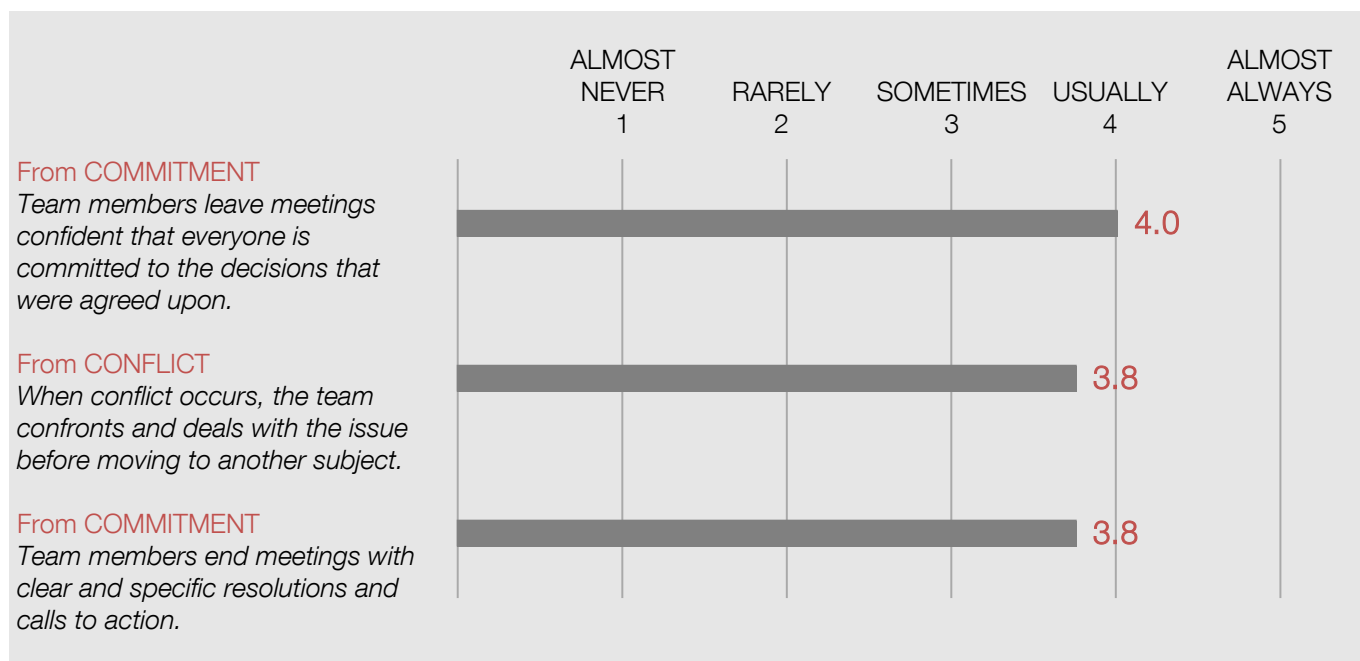 ALMOST
NEVER
1
RARELY
2
SOMETIMES
3
USUALLY
4
ALMOST
ALWAYS
5
From COMMITMENT
Team members leave meetings
confident that everyone is
committed to the decisions that
were agreed upon.
4.0
From CONFLICT
When conflict occurs, the team
confronts and deals with the issue
before moving to another subject.
3.8
From COMMITMENT
Team members end meetings with
clear and specific resolutions and
calls to action.
3.8